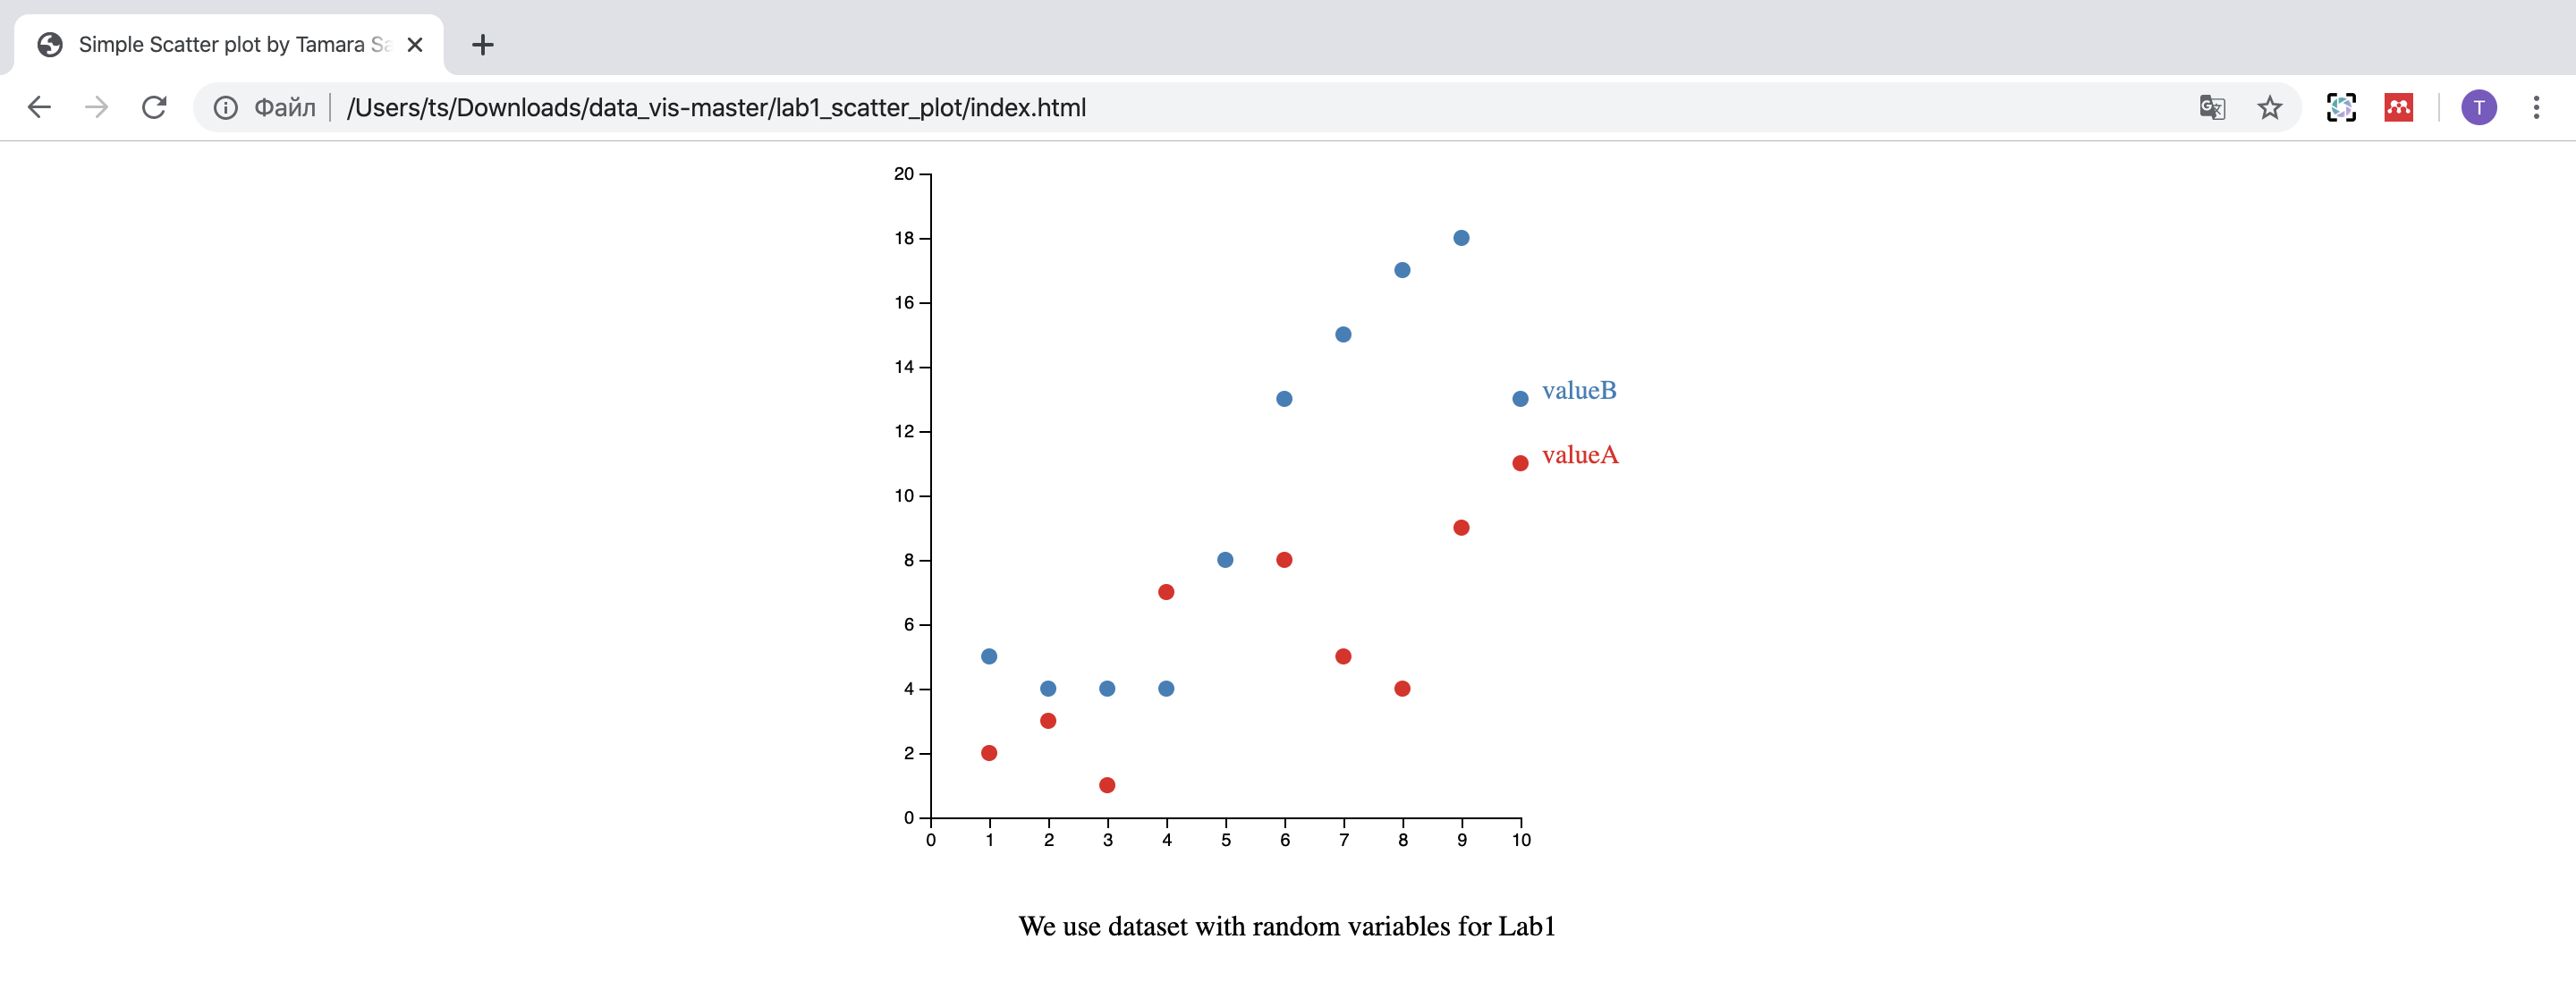 Simple Scatter plot by Tamara Sa
Файл /Users/ts/Downloads/data_vis-master/lab1_scatter_plot/index.html
T
20
18
16
14
12
10
8
6
4
2
0
valueB
valueA
0 1 2 3 4 5 6 7 8 9 10
We use dataset with random variables for Lab1